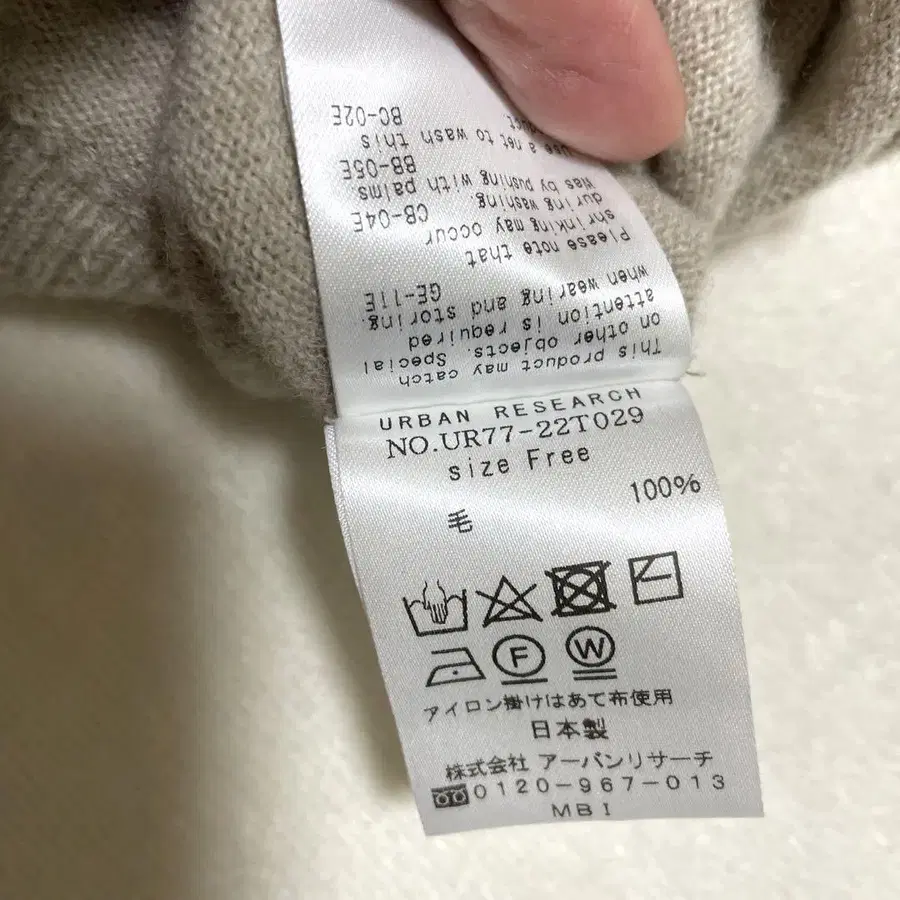 This product may catch
on other objects. Special
attention is required
when wearing and storing.
GE-11E
Please note that
shrinking may occur
during washing.
CB-04E
Was by pushing with palms
BB-05E
a net to wash this
BC-02E
URBAN RESEARCH
NO.UR77-22T029
size Free
毛 100%
F W
アイロン掛けはあて布使用
日本製
株式会社 アーバンリサーチ
0120-967-013
MBI